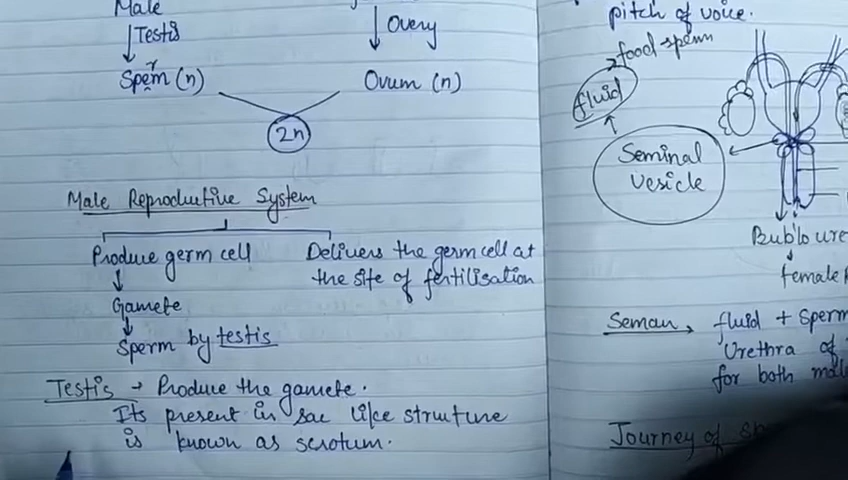 Male
Testis
Overy
Sperm (n)
Ovum (n)
2n
Male Reproductive System
Produce germ cell
Delivers the germ cell at
the site of fertilisation
Gamete
Sperm by testis
Testis → Produce the gamete.
Its present in sac like structure
is known as scrotum.
pitch of voice.
food sperm
fluid
Seminal
Vesicle
female
Seman → fluid + Sperm
Urethra of
for both
Journey of